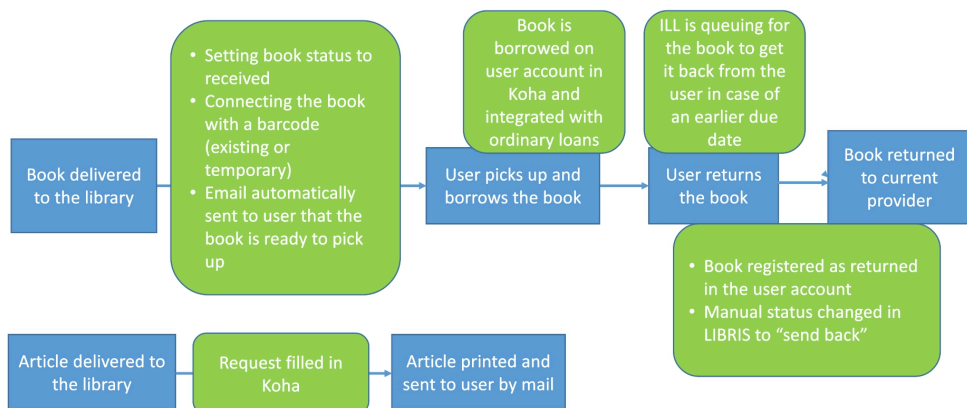 Book delivered
to the library
• Setting book status to
received
• Connecting the book
with a barcode
(existing or
temporary)
• Email automatically
sent to user that the
book is ready to pick
up
Book is
borrowed on
user account in
Koha and
integrated with
ordinary loans
User picks up and
borrows the book
ILL is queuing for
the book to get
it back from the
user in case of
an earlier due
date
User returns
the book
Book returned
to current
provider
• Book registered as returned
in the user account
• Manual status changed in
LIBRIS to “send back”
Article delivered to
the library
Request filled in
Koha
Article printed and
sent to user by mail